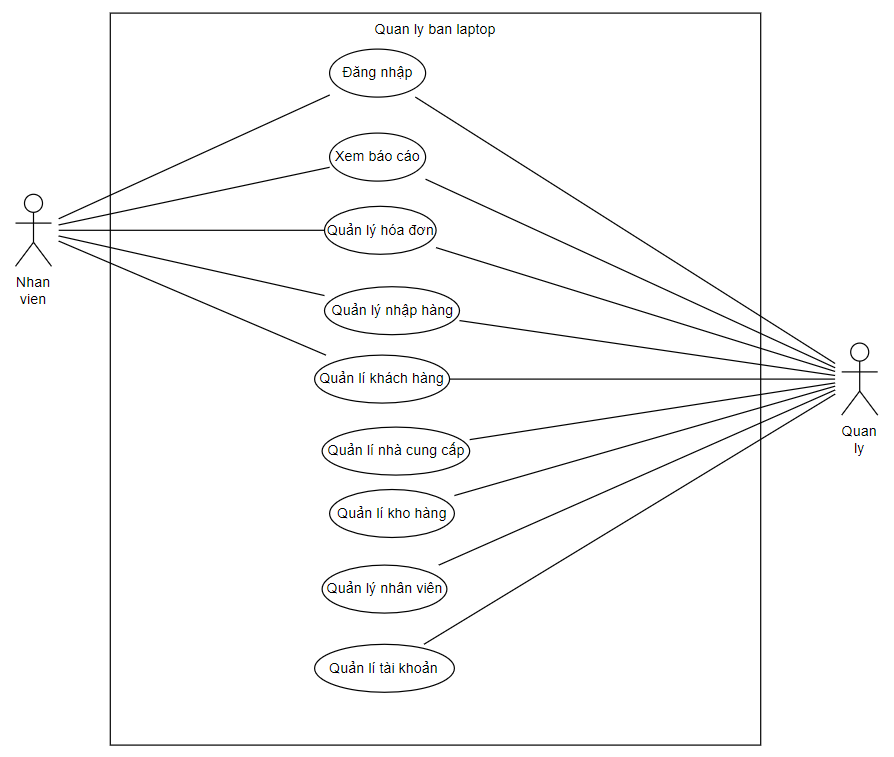 Quan ly ban laptop
Đăng nhập
Xem báo cáo
Quản lý hóa đơn
Nhan
vien
Quản lý nhập hàng
Quản lí khách hàng
Quan
ly
Quản lí nhà cung cấp
Quản lí kho hàng
Quản lý nhân viên
Quản lí tài khoản